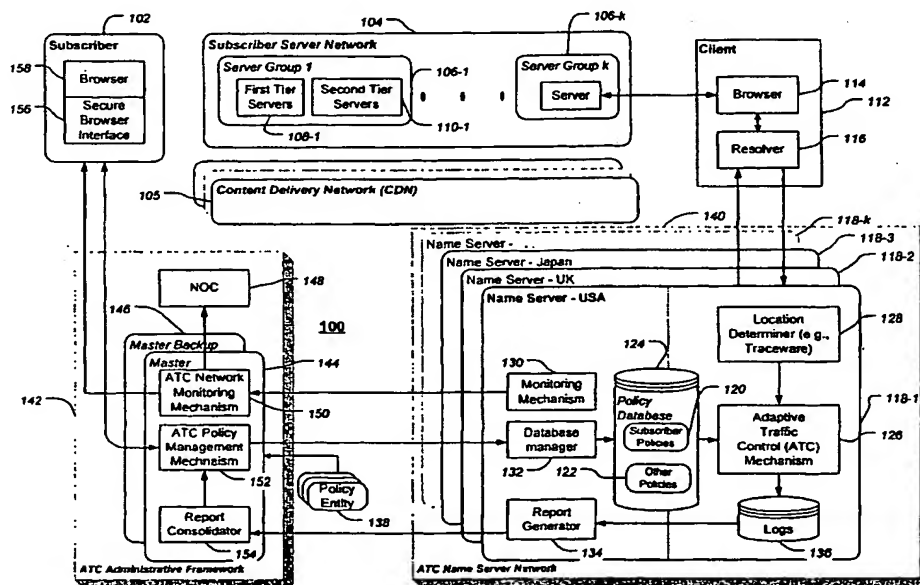 102
Subscriber
158
Browser
156
Secure
Browser
Interface
104
Subscriber Server Network
Server Group 1
106-1
First Tier
Servers
108-1
Second Tier
Servers
110-1
106-k
Server Group k
Server
Client
Browser
114
112
Resolver
116
105
Content Delivery Network (CDN)
140
118-k
118-3
118-2
Name Server -
Name Server - Japan
Name Server - UK
Name Server - USA
NOC
148
146
100
Master Backup
Master
144
142
ATC Network
Monitoring
Mechanism
150
ATC Policy
Management
Mechnaism
152
Report
Consolidator
154
ATC Administrative Framework
Policy
Entity
138
130
Monitoring
Mechanism
Database
manager
132
122
Report
Generator
134
124
Policy
Database
120
Subscriber
Policies
Other
Policies
Location
Determiner (e.g.,
Traceware)
128
118-1
Adaptive
Traffic
Control (ATC)
Mechanism
126
Logs
136
ATC Name Server Network